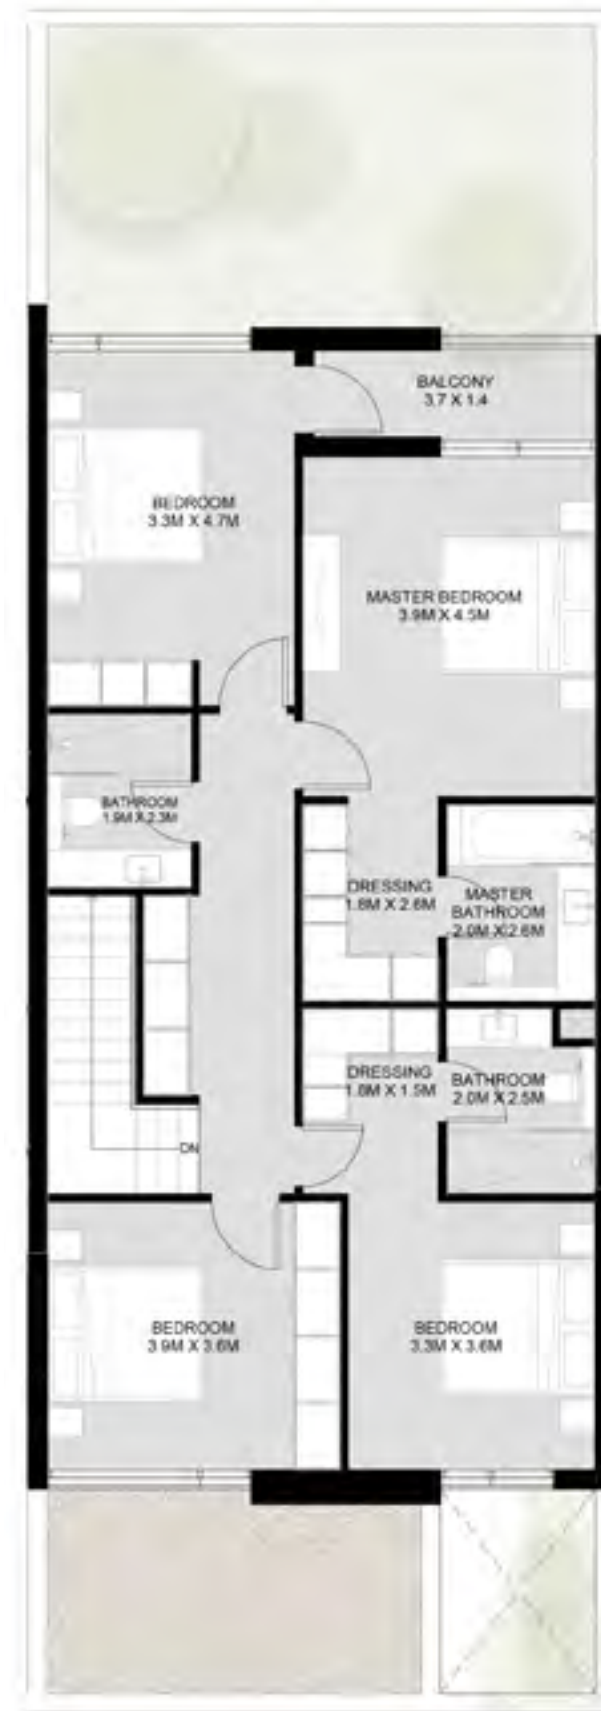 BALCONY
3.7 X 1.4
BEDROOM
3.3M X 4.7M
MASTER BEDROOM
3.9M X 4.5M
BATHROOM
1.9M X 2.3M
DRESSING
1.8M X 2.6M
MASTER
BATHROOM
2.0M X 2.6M
DRESSING
1.8M X 1.5M
BATHROOM
2.0M X 2.5M
DN
BEDROOM
3.9M X 3.6M
BEDROOM
3.3M X 3.6M